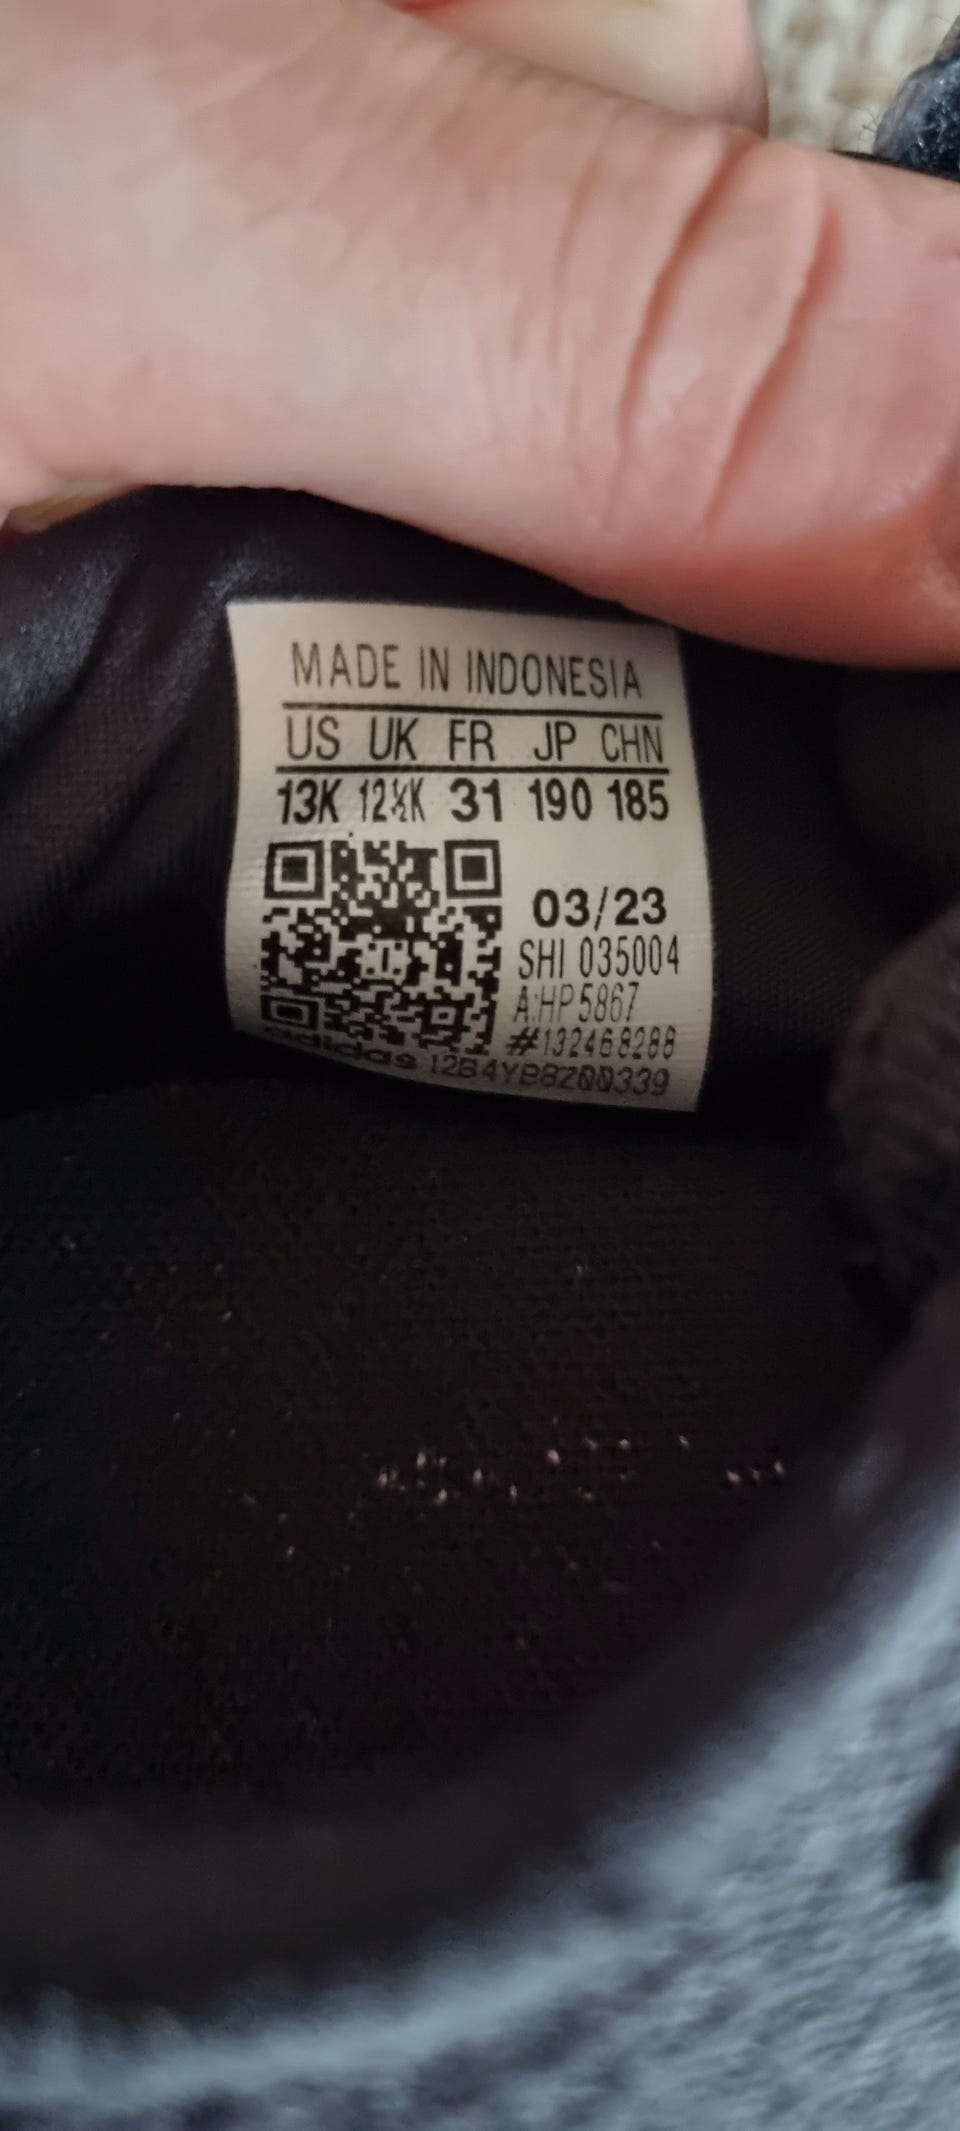 MADE IN INDONESIA
US UK FR JP CHN
13K 12½K 31 190 185
03/23
SHI 035004
A:HP5867
#132468288
adidas 12B4YB8Z00339